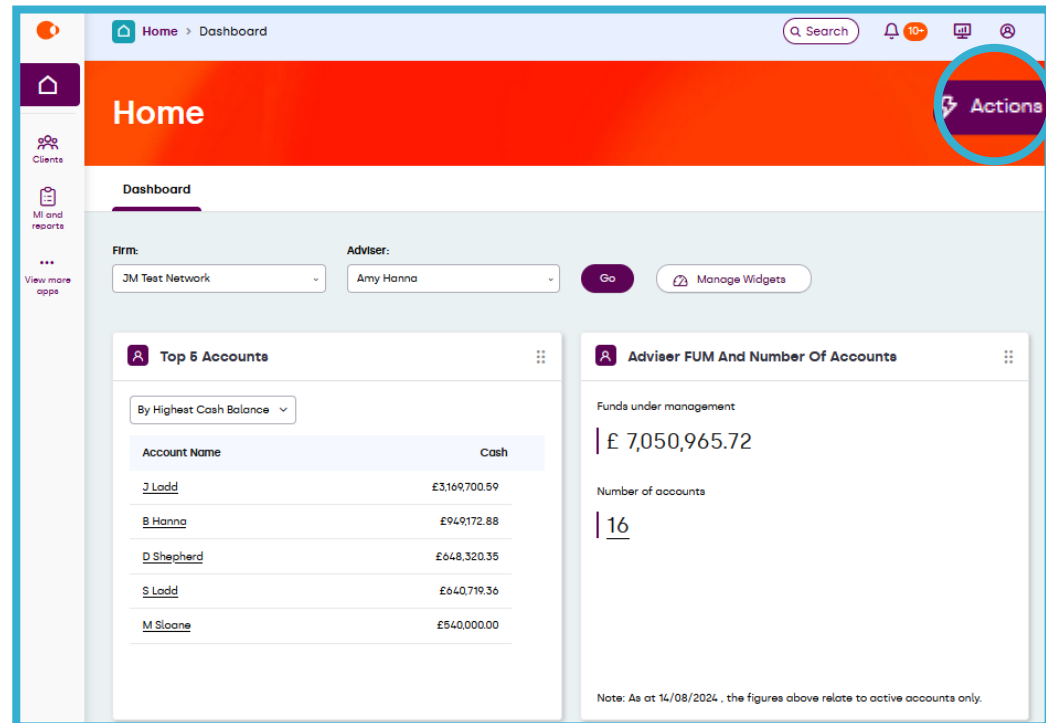 Home > Dashboard
Search
10+
Home
Actions
Clients
MI and
reports
View more
apps
Dashboard
Firm:
Adviser:
JM Test Network
Amy Hanna
Go
Manage Widgets
Top 5 Accounts
By Highest Cash Balance
Account Name Cash
J Ladd £3,169,700.59
B Hanna £949,172.88
D Shepherd £648,320.35
S Ladd £640,719.36
M Sloane £540,000.00
Adviser FUM And Number Of Accounts
Funds under management
£ 7,050,965.72
Number of accounts
16
Note: As at 14/08/2024 , the figures above relate to active accounts only.